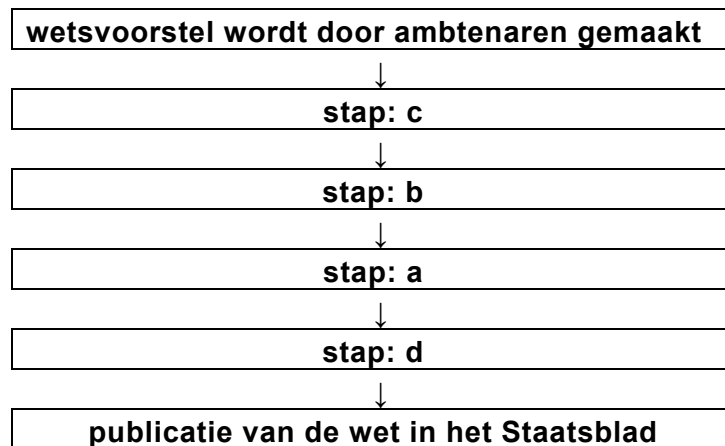 wetsvoorstel wordt door ambtenaren gemaakt
↓
stap: c
↓
stap: b
↓
stap: a
↓
stap: d
↓
publicatie van de wet in het Staatsblad